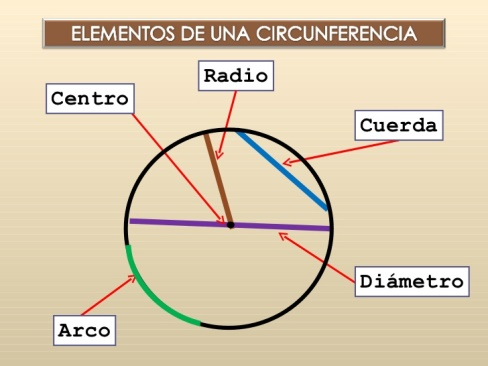 ELEMENTOS DE UNA CIRCUNFERENCIA
Radio
Centro
Cuerda
Diámetro
Arco